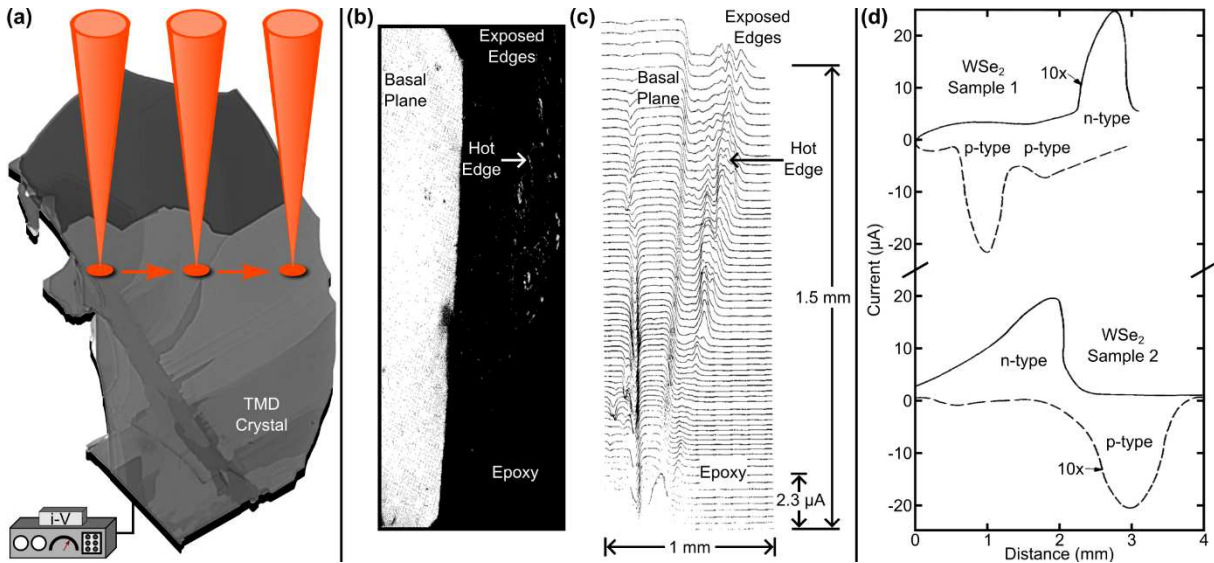 (a)
TMD
Crystal
i-V
(b)
Basal
Plane
Exposed
Edges
Hot
Edge
Epoxy
(c)
Exposed
Edges
Basal
Plane
Hot
Edge
1.5 mm
Epoxy
2.3 µA
1 mm
(d)
Current (µA)
20
10
0
-10
-20
20
10
0
-10
-20
WSe₂
Sample 1
10x
n-type
p-type
p-type
WSe₂
Sample 2
n-type
p-type
10x
0
1
2
3
4
Distance (mm)